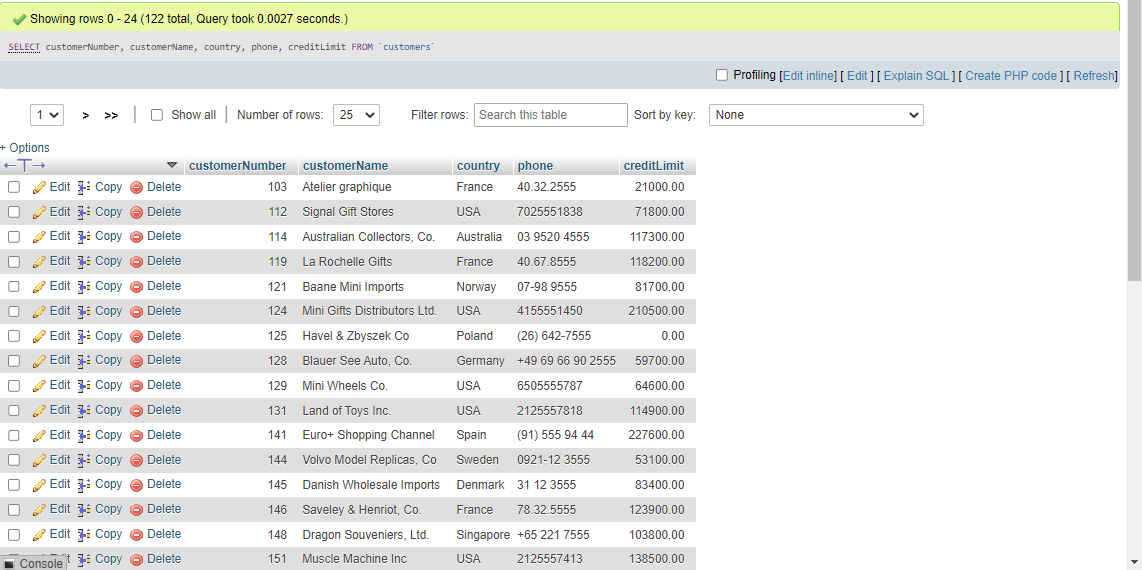 Showing rows 0 - 24 (122 total, Query took 0.0027 seconds.)
SELECT customerNumber, customerName, country, phone, creditLimit FROM `customers`
Profiling [Edit inline] [ Edit ] [ Explain SQL ] [ Create PHP code ] [ Refresh]
1 > >> | Show all | Number of rows: 25 Filter rows: Search this table Sort by key: None
+ Options
←T→ customerNumber customerName country phone creditLimit
Edit Copy Delete 103 Atelier graphique France 40.32.2555 21000.00
Edit Copy Delete 112 Signal Gift Stores USA 7025551838 71800.00
Edit Copy Delete 114 Australian Collectors, Co. Australia 03 9520 4555 117300.00
Edit Copy Delete 119 La Rochelle Gifts France 40.67.8555 118200.00
Edit Copy Delete 121 Baane Mini Imports Norway 07-98 9555 81700.00
Edit Copy Delete 124 Mini Gifts Distributors Ltd. USA 4155551450 210500.00
Edit Copy Delete 125 Havel & Zbyszek Co Poland (26) 642-7555 0.00
Edit Copy Delete 128 Blauer See Auto, Co. Germany +49 69 66 90 2555 59700.00
Edit Copy Delete 129 Mini Wheels Co. USA 6505555787 64600.00
Edit Copy Delete 131 Land of Toys Inc. USA 2125557818 114900.00
Edit Copy Delete 141 Euro+ Shopping Channel Spain (91) 555 94 44 227600.00
Edit Copy Delete 144 Volvo Model Replicas, Co Sweden 0921-12 3555 53100.00
Edit Copy Delete 145 Danish Wholesale Imports Denmark 31 12 3555 83400.00
Edit Copy Delete 146 Saveley & Henriot, Co. France 78.32.5555 123900.00
Edit Copy Delete 148 Dragon Souveniers, Ltd. Singapore +65 221 7555 103800.00
Edit Copy Delete 151 Muscle Machine Inc USA 2125557413 138500.00
Console